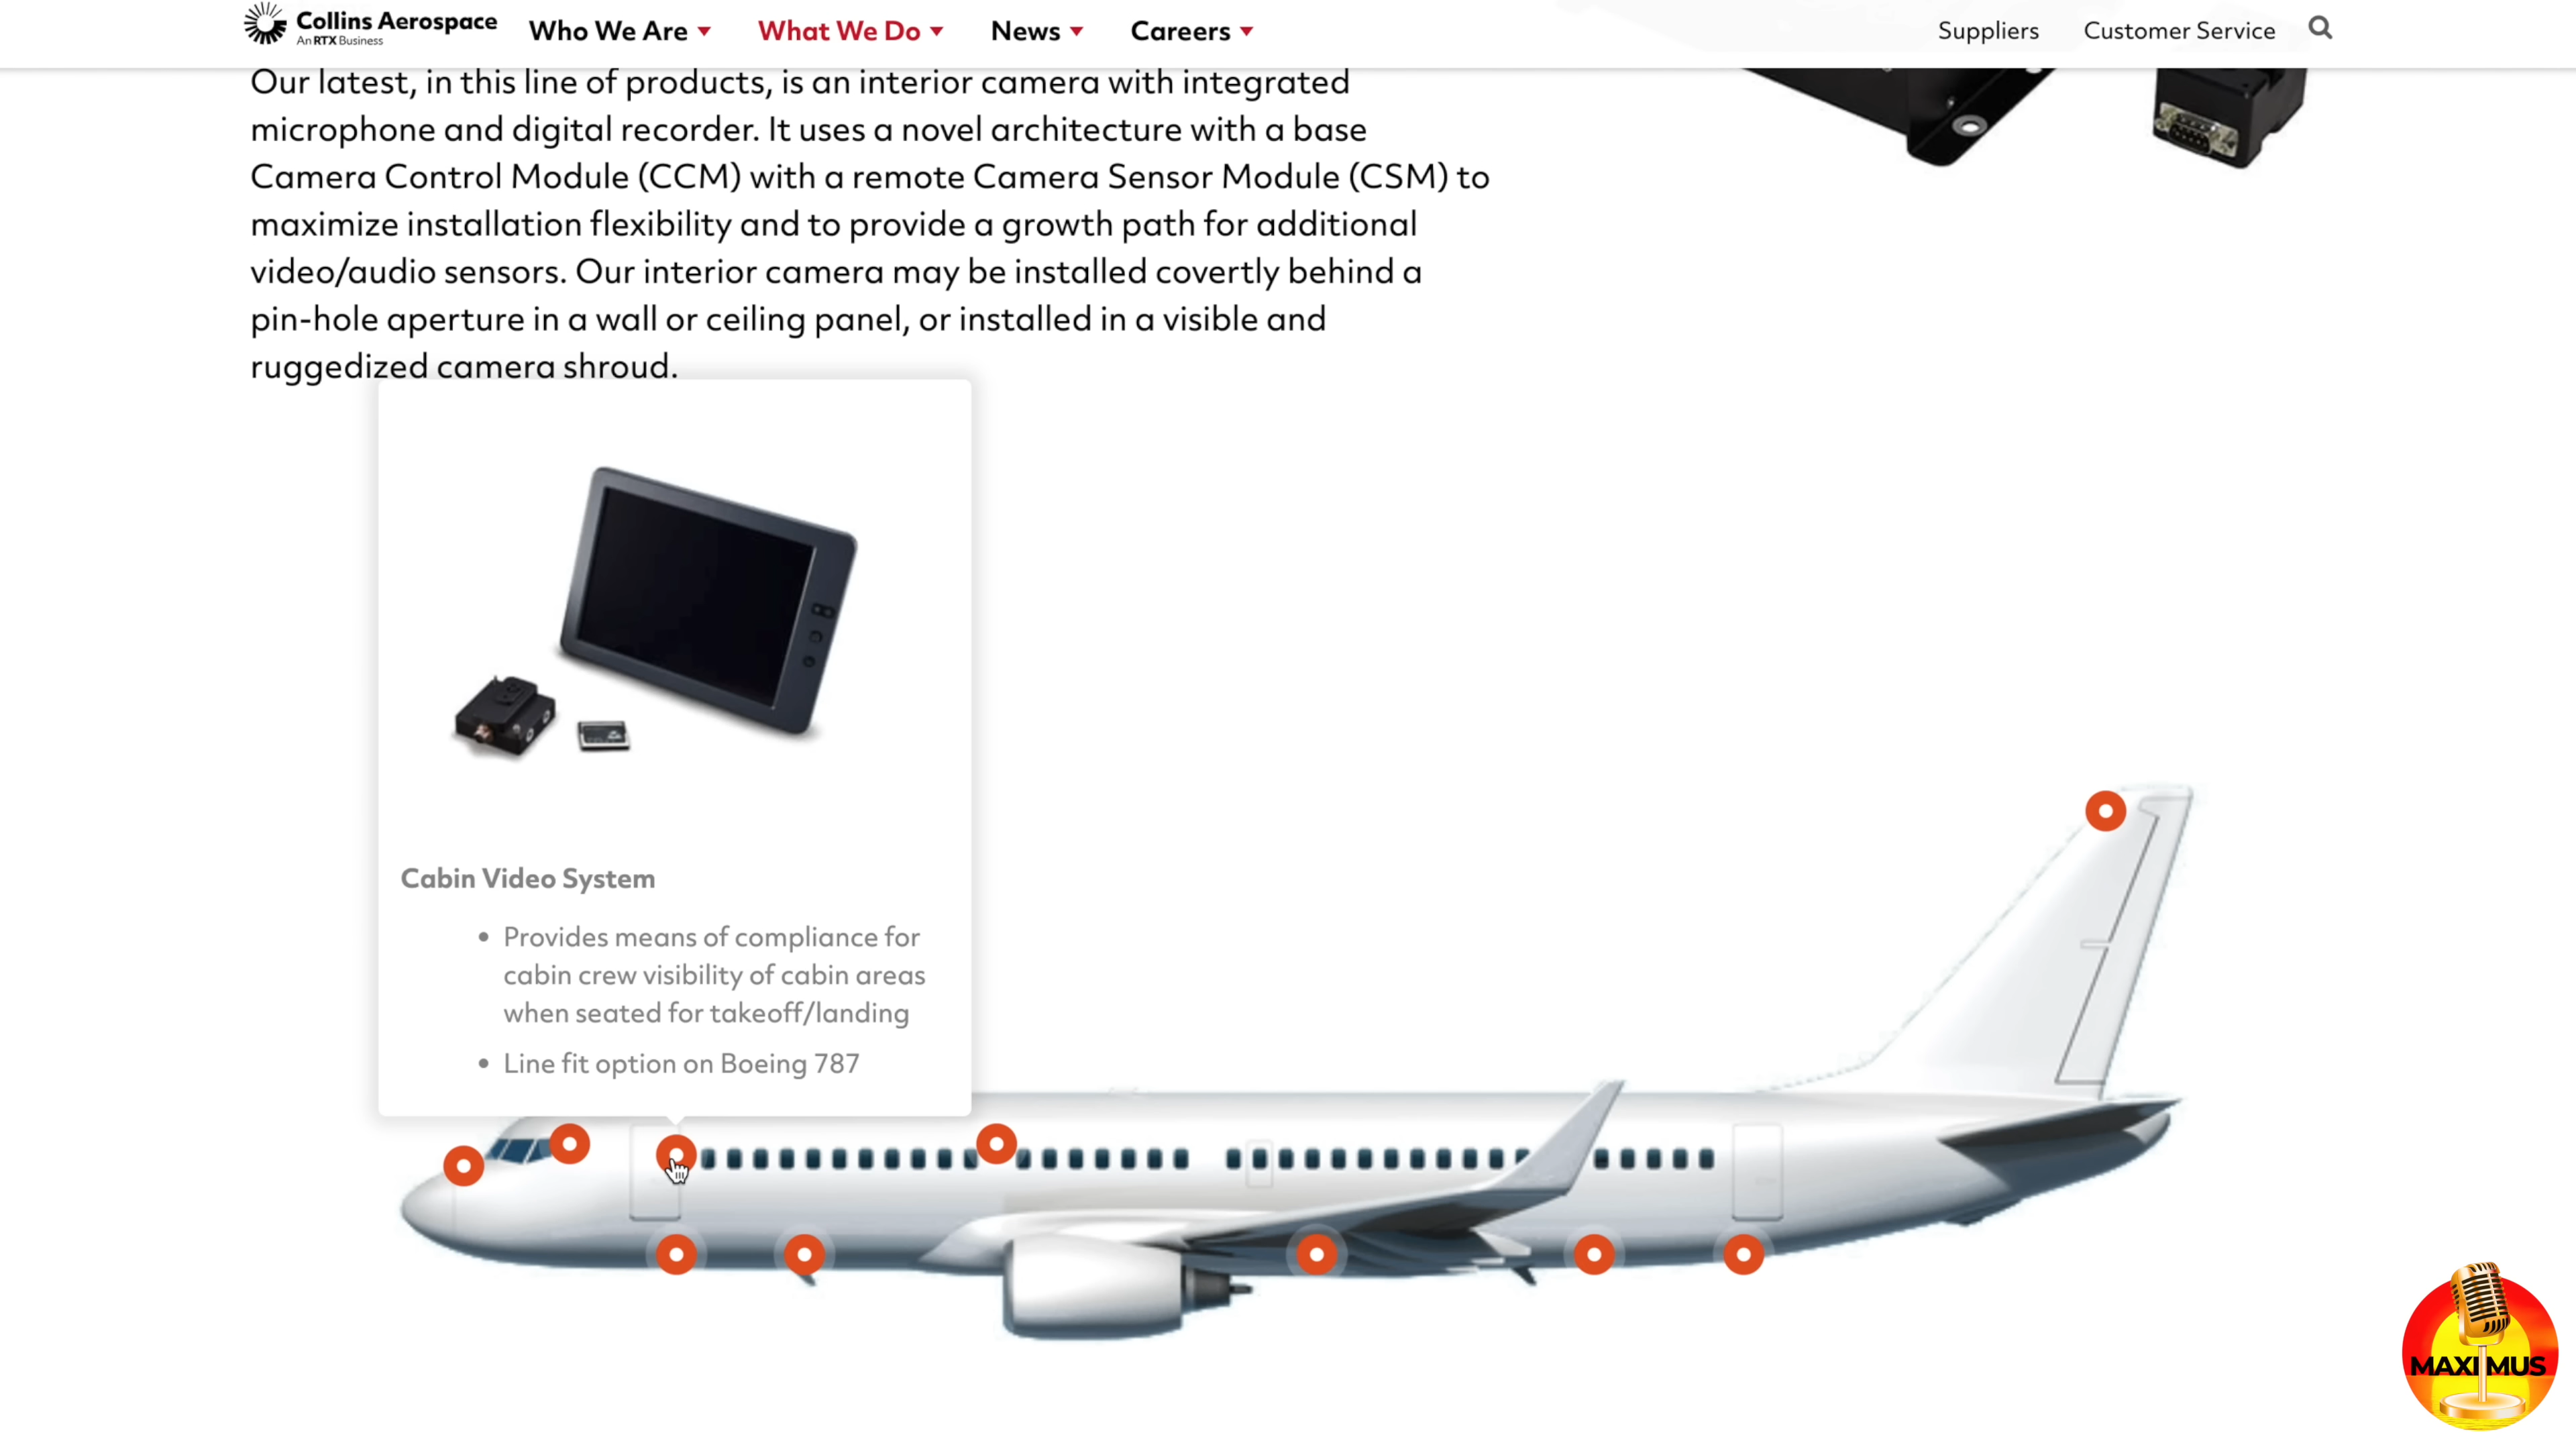 Collins Aerospace
An RTX Business
Who We Are
What We Do
News
Careers
Suppliers
Customer Service
Our latest, in this line of products, is an interior camera with integrated
microphone and digital recorder. It uses a novel architecture with a base
Camera Control Module (CCM) with a remote Camera Sensor Module (CSM) to
maximize installation flexibility and to provide a growth path for additional
video/audio sensors. Our interior camera may be installed covertly behind a
pin-hole aperture in a wall or ceiling panel, or installed in a visible and
ruggedized camera shroud.
Cabin Video System
• Provides means of compliance for
cabin crew visibility of cabin areas
when seated for takeoff/landing
• Line fit option on Boeing 787
MAXIMUS